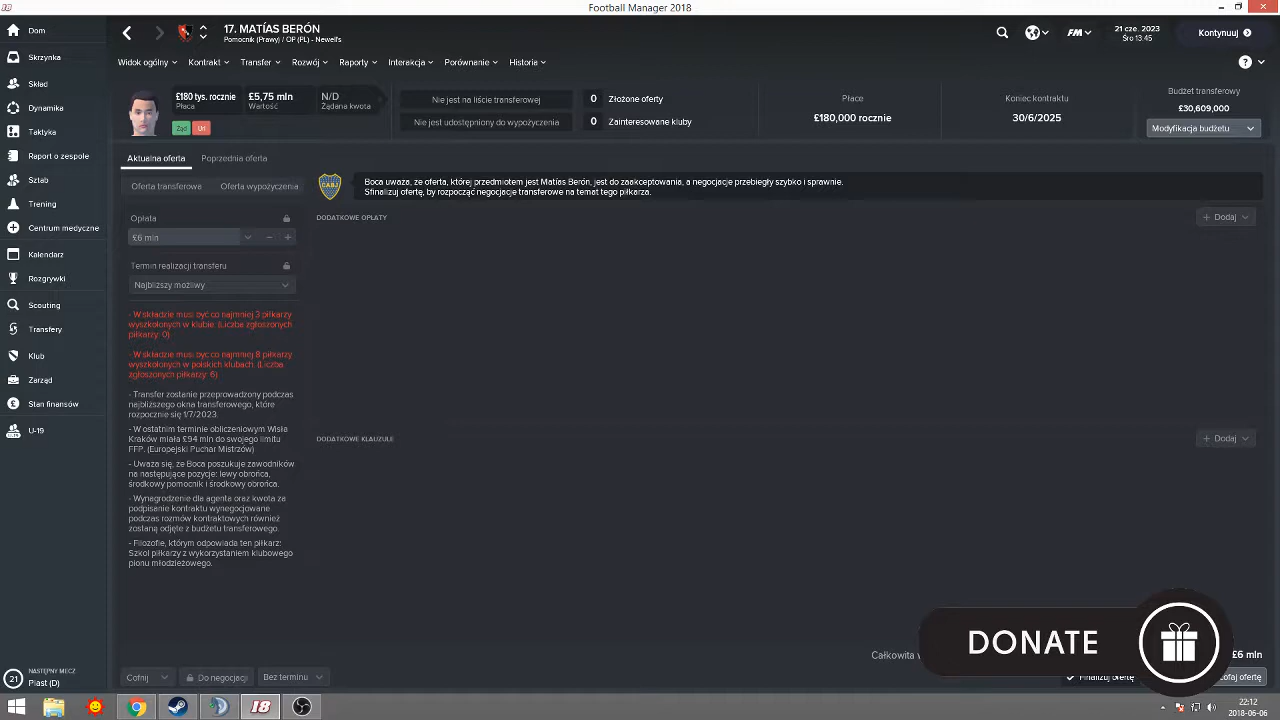 Football Manager 2018
17. MATÍAS BERÓN
Pomocnik (Prawy) / OP (PL) - Newell's
FM
21 cze. 2023
Śro 13:45
Kontynuuj
Dom
Skrzynka
Skład
Dynamika
Taktyka
Raport o zespole
Sztab
Trening
Centrum medyczne
Kalendarz
Rozgrywki
Scouting
Transfery
Klub
Zarząd
Stan finansów
U-19
21
NASTĘPNY MECZ
Piast (D)
Widok ogólny
Kontrakt
Transfer
Rozwój
Raporty
Interakcja
Porównanie
Historia
£180 tys. rocznie
Płaca
£5,75 mln
Wartość
N/D
Żądana kwota
Żąd
Url
Nie jest na liście transferowej
Nie jest udostępniony do wypożyczenia
0 Złożone oferty
0 Zainteresowane kluby
Płace
£180,000 rocznie
Koniec kontraktu
30/6/2025
Budżet transferowy
£30,609,000
Modyfikacja budżetu
Aktualna oferta
Poprzednia oferta
Oferta transferowa
Oferta wypożyczenia
Opłata
£6 mln
Termin realizacji transferu
Najbliższy możliwy
- W składzie musi być co najmniej 3 piłkarzy
wyszkolonych w klubie. (Liczba zgłoszonych
piłkarzy: 0)
- W składzie musi być co najmniej 8 piłkarzy
wyszkolonych w polskich klubach. (Liczba
zgłoszonych piłkarzy: 6)
- Transfer zostanie przeprowadzony podczas
najbliższego okna transferowego, które
rozpocznie się 1/7/2023.
- W ostatnim terminie obliczeniowym Wisła
Kraków miała £94 mln do swojego limitu
FFP. (Europejski Puchar Mistrzów)
- Uważa się, że Boca poszukuje zawodników
na następujące pozycje: lewy obrońca,
środkowy pomocnik i środkowy obrońca.
- Wynagrodzenie dla agenta oraz kwota za
podpisanie kontraktu wynegocjowane
podczas rozmów kontraktowych również
zostaną odjęte z budżetu transferowego.
- Filozofie, którym odpowiada ten piłkarz:
Szkol piłkarzy z wykorzystaniem klubowego
pionu młodzieżowego.
CABJ
Boca uważa, że oferta, której przedmiotem jest Matías Berón, jest do zaakceptowania, a negocjacje przebiegły szybko i sprawnie.
Sfinalizuj ofertę, by rozpocząć negocjacje transferowe na temat tego piłkarza.
DODATKOWE OPŁATY
Dodaj
DODATKOWE KLAUZULE
Dodaj
DONATE
Całkowita
£6 mln
Cofnij
Do negocjacji
Bez terminu
Finalizuj ofertę
ofaj ofertę
18
22:12
2018-06-06